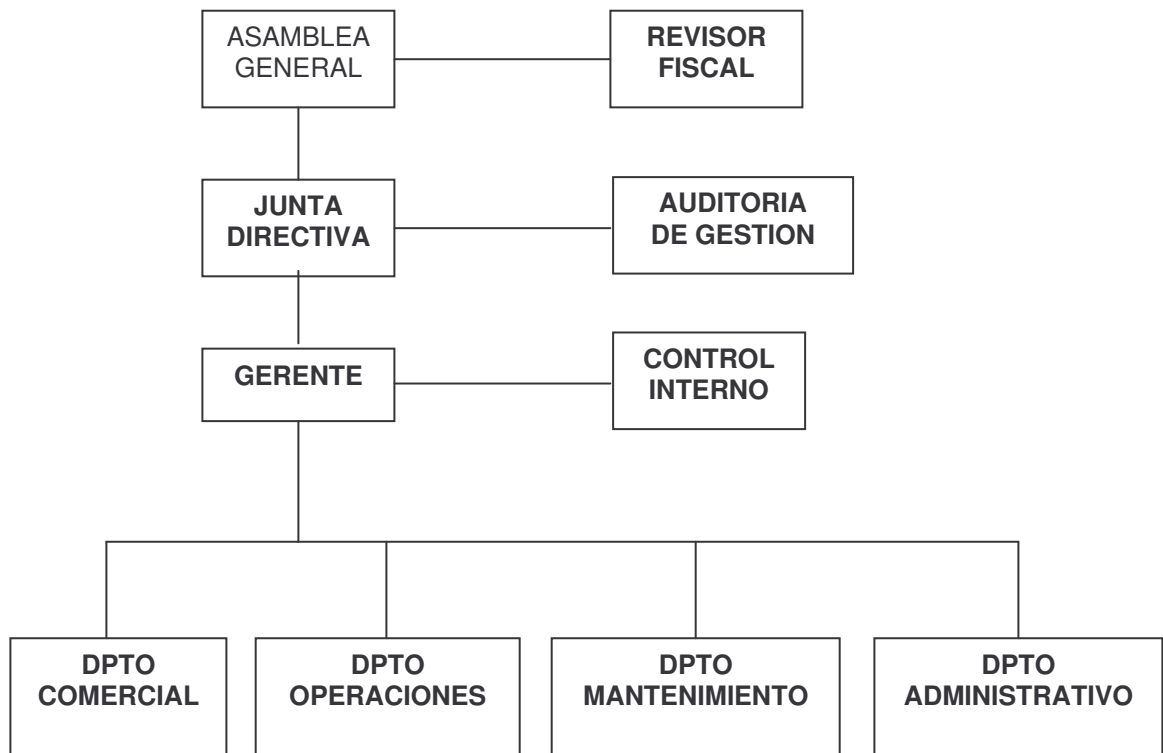 ASAMBLEA
GENERAL
REVISOR
FISCAL
JUNTA
DIRECTIVA
AUDITORIA
DE GESTION
GERENTE
CONTROL
INTERNO
DPTO
COMERCIAL
DPTO
OPERACIONES
DPTO
MANTENIMIENTO
DPTO
ADMINISTRATIVO